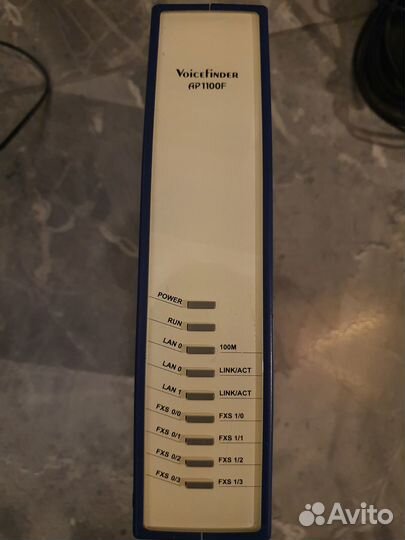 VOICEFINDER
AP1100F
POWER
RUN
LAN 0 100M
LAN 0 LINK/ACT
LAN 1 LINK/ACT
FXS 0/0 FXS 1/0
FXS 0/1 FXS 1/1
FXS 0/2 FXS 1/2
FXS 0/3 FXS 1/3
Avito